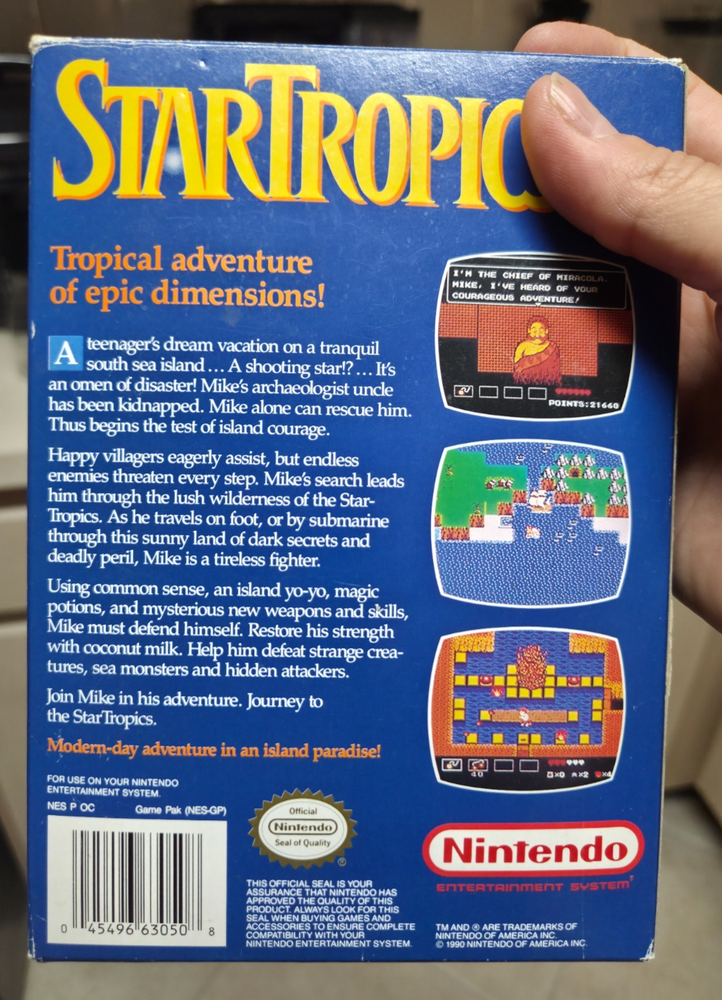 STARTROPIC
Tropical adventure
of epic dimensions!
I'M THE CHIEF OF MIRACOLA.
MIKE, I'VE HEARD OF YOUR
COURAGEOUS ADVENTURE!
POINTS:21660
A teenager's dream vacation on a tranquil
south sea island... A shooting star!?... It's
an omen of disaster! Mike's archaeologist uncle
has been kidnapped. Mike alone can rescue him.
Thus begins the test of island courage.
Happy villagers eagerly assist, but endless
enemies threaten every step. Mike's search leads
him through the lush wilderness of the Star-
Tropics. As he travels on foot, or by submarine
through this sunny land of dark secrets and
deadly peril, Mike is a tireless fighter.
Using common sense, an island yo-yo, magic
potions, and mysterious new weapons and skills,
Mike must defend himself. Restore his strength
with coconut milk. Help him defeat strange crea-
tures, sea monsters and hidden attackers.
Join Mike in his adventure. Journey to
the StarTropics.
Modern-day adventure in an island paradise!
40 x0 x2 x4
FOR USE ON YOUR NINTENDO
ENTERTAINMENT SYSTEM.
NES P OC Game Pak (NES-GP)
0 45496 63050 8
Official
Nintendo
Seal of Quality
®
THIS OFFICIAL SEAL IS YOUR
ASSURANCE THAT NINTENDO HAS
APPROVED THE QUALITY OF THIS
PRODUCT. ALWAYS LOOK FOR THIS
SEAL WHEN BUYING GAMES AND
ACCESSORIES TO ENSURE COMPLETE
COMPATIBILITY WITH YOUR
NINTENDO ENTERTAINMENT SYSTEM.
Nintendo
ENTERTAINMENT SYSTEM
TM AND ® ARE TRADEMARKS OF
NINTENDO OF AMERICA INC.
© 1990 NINTENDO OF AMERICA INC.